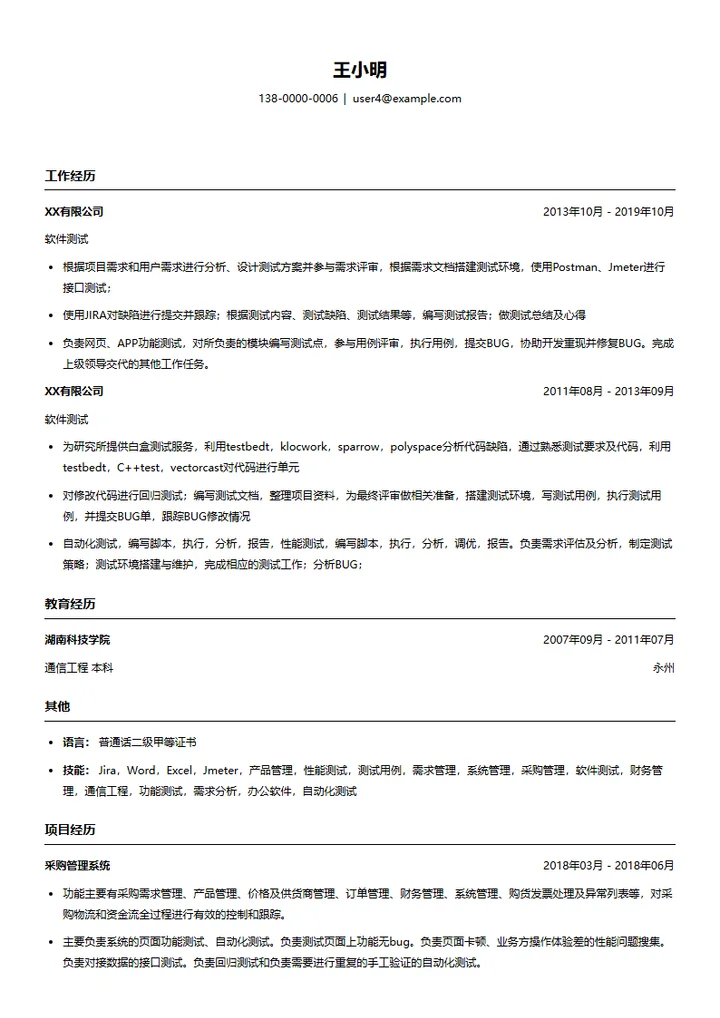 王小明
138-0000-0006 | user4@example.com
工作经历
XX有限公司 2013年10月 - 2019年10月
软件测试
• 根据项目需求和用户需求进行分析、设计测试方案并参与需求评审，根据需求文档搭建测试环境，使用Postman、Jmeter进行
接口测试；
• 使用JIRA对缺陷进行提交并跟踪；根据测试内容、测试缺陷、测试结果等，编写测试报告；做测试总结及心得
• 负责网页、APP功能测试，对所负责的模块编写测试点，参与用例评审，执行用例，提交BUG，协助开发重现并修复BUG。完成
上级领导交代的其他工作任务。
XX有限公司 2011年08月 - 2013年09月
软件测试
• 为研究所提供白盒测试服务，利用testbedt，klocwork，sparrow，polyspace分析代码缺陷，通过熟悉测试要求及代码，利用
testbedt，C++test，vectorcast对代码进行单元
• 对修改代码进行回归测试；编写测试文档，整理项目资料，为最终评审做相关准备，搭建测试环境，写测试用例，执行测试用
例，并提交BUG单，跟踪BUG修改情况
• 自动化测试，编写脚本，执行，分析，报告，性能测试，编写脚本，执行，分析，调优，报告。负责需求评估及分析，制定测试
策略；测试环境搭建与维护，完成相应的测试工作；分析BUG；
教育经历
湖南科技学院 2007年09月 - 2011年07月
通信工程 本科 永州
其他
• 语言： 普通话二级甲等证书
• 技能： Jira，Word，Excel，Jmeter，产品管理，性能测试，测试用例，需求管理，系统管理，采购管理，软件测试，财务管
理，通信工程，功能测试，需求分析，办公软件，自动化测试
项目经历
采购管理系统 2018年03月 - 2018年06月
• 功能主要有采购需求管理、产品管理、价格及供货商管理、订单管理、财务管理、系统管理、购货发票处理及异常列表等，对采
购物流和资金流全过程进行有效的控制和跟踪。
• 主要负责系统的页面功能测试、自动化测试。负责测试页面上功能无bug。负责页面卡顿、业务方操作体验差的性能问题搜集。
负责对接数据的接口测试。负责回归测试和负责需要进行重复的手工验证的自动化测试。